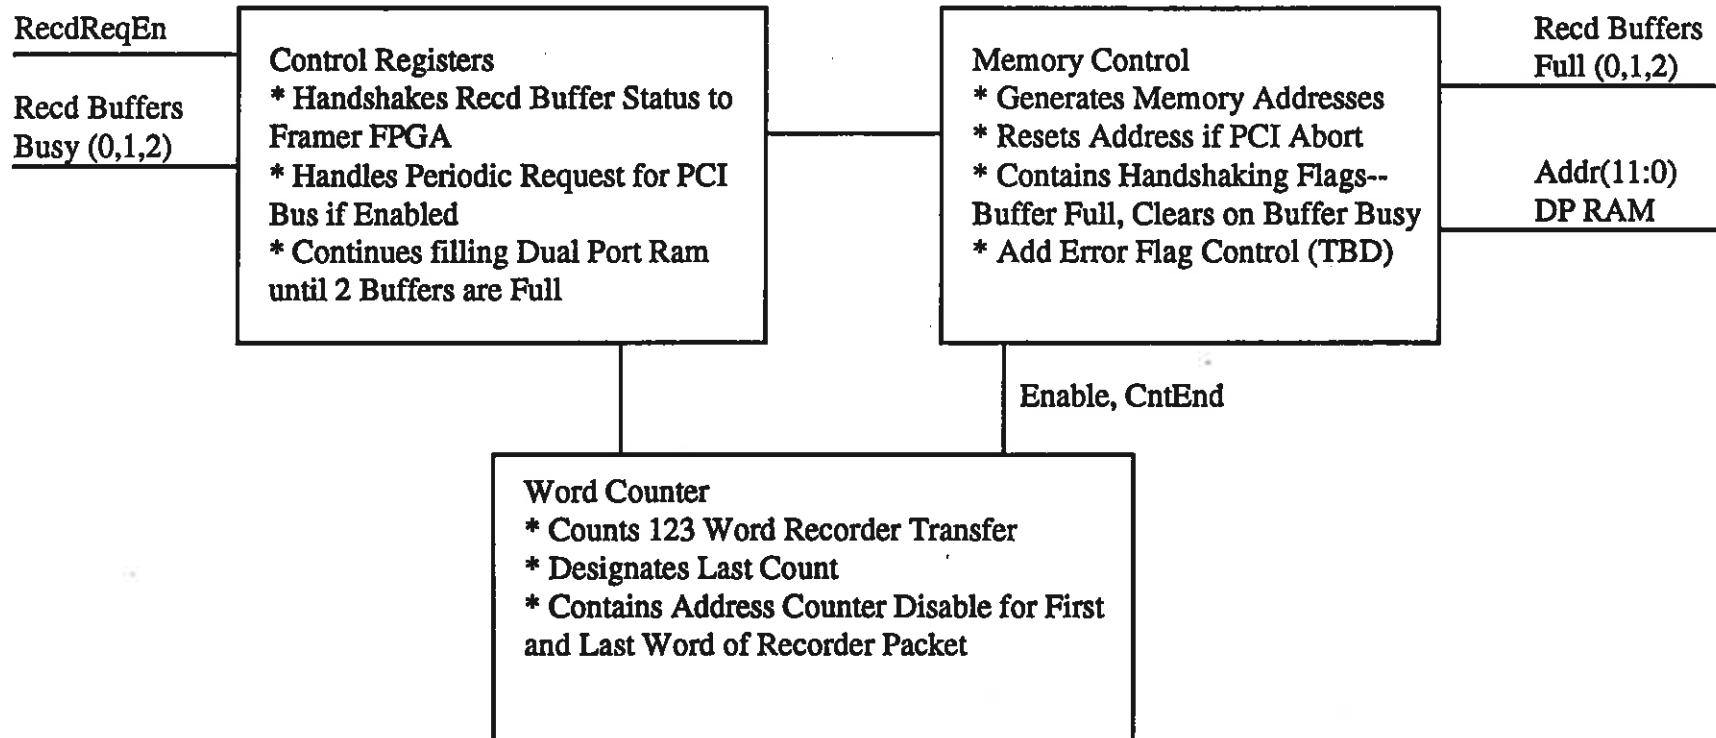 RecdReqEn
Recd Buffers
Busy (0,1,2)
Control Registers
* Handshakes Recd Buffer Status to
Framer FPGA
* Handles Periodic Request for PCI
Bus if Enabled
* Continues filling Dual Port Ram
until 2 Buffers are Full
Memory Control
* Generates Memory Addresses
* Resets Address if PCI Abort
* Contains Handshaking Flags--
Buffer Full, Clears on Buffer Busy
* Add Error Flag Control (TBD)
Recd Buffers
Full (0,1,2)
Addr(11:0)
DP RAM
Enable, CntEnd
Word Counter
* Counts 123 Word Recorder Transfer
* Designates Last Count
* Contains Address Counter Disable for First
and Last Word of Recorder Packet